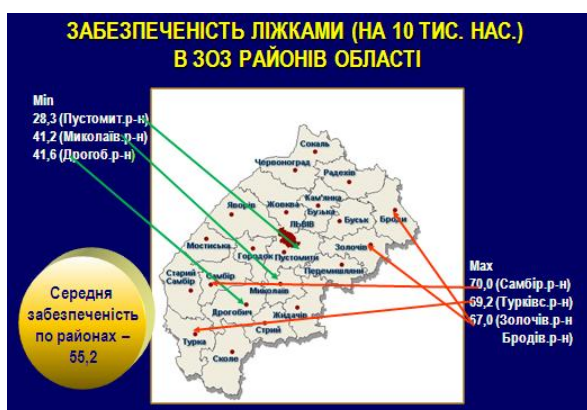 ЗАБЕЗПЕЧЕНІСТЬ ЛІЖКАМИ (НА 10 ТИС. НАС.)
В ЗОЗ РАЙОНІВ ОБЛАСТІ
Min
28,3 (Пустомит.р-н)
41,2 (Миколаїв.р-н)
41,6 (Дрогоб.р-н)
Сокаль
Червоноград
Радехів
Яворів
Жовква
Кам'янка
Бузька
ЛЬВІВ
Буськ
Броди
Мостиська
Городок
Пустомити
Золочів
Перемишляни
Старий
Самбір
Самбір
Миколаїв
Дрогобич
Жидачів
Стрий
Турка
Сколе
Середня
забезпеченість
по районах –
55,2
Max
70,0 (Самбір.р-н)
69,2 (Турківс.р-н)
67,0 (Золочів.р-н
Бродів.р-н)